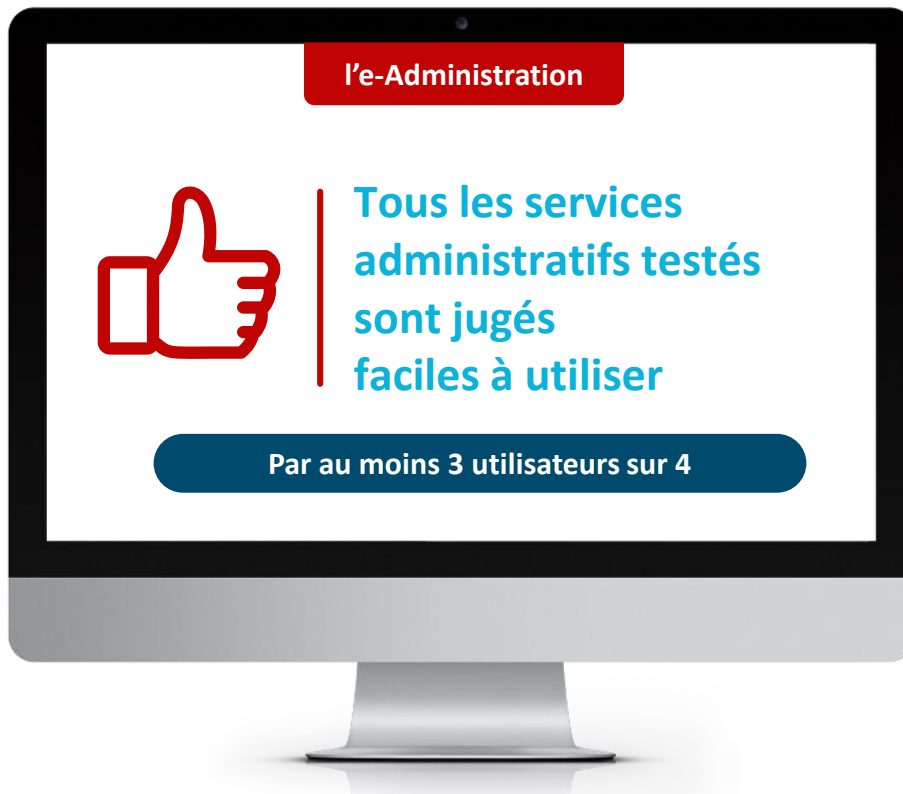 l’e-Administration
Tous les services
administratifs testés
sont jugés
faciles à utiliser
Par au moins 3 utilisateurs sur 4